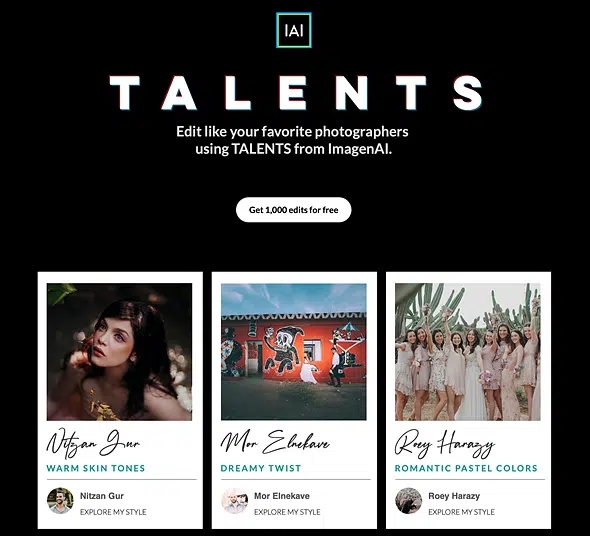 IAI
TALENTS
Edit like your favorite photographers
using TALENTS from ImagenAI.
Get 1,000 edits for free
Nitzan Gur
WARM SKIN TONES
Nitzan Gur
EXPLORE MY STYLE
Mor Elnekave
DREAMY TWIST
Mor Elnekave
EXPLORE MY STYLE
Roey Harazy
ROMANTIC PASTEL COLORS
Roey Harazy
EXPLORE MY STYLE